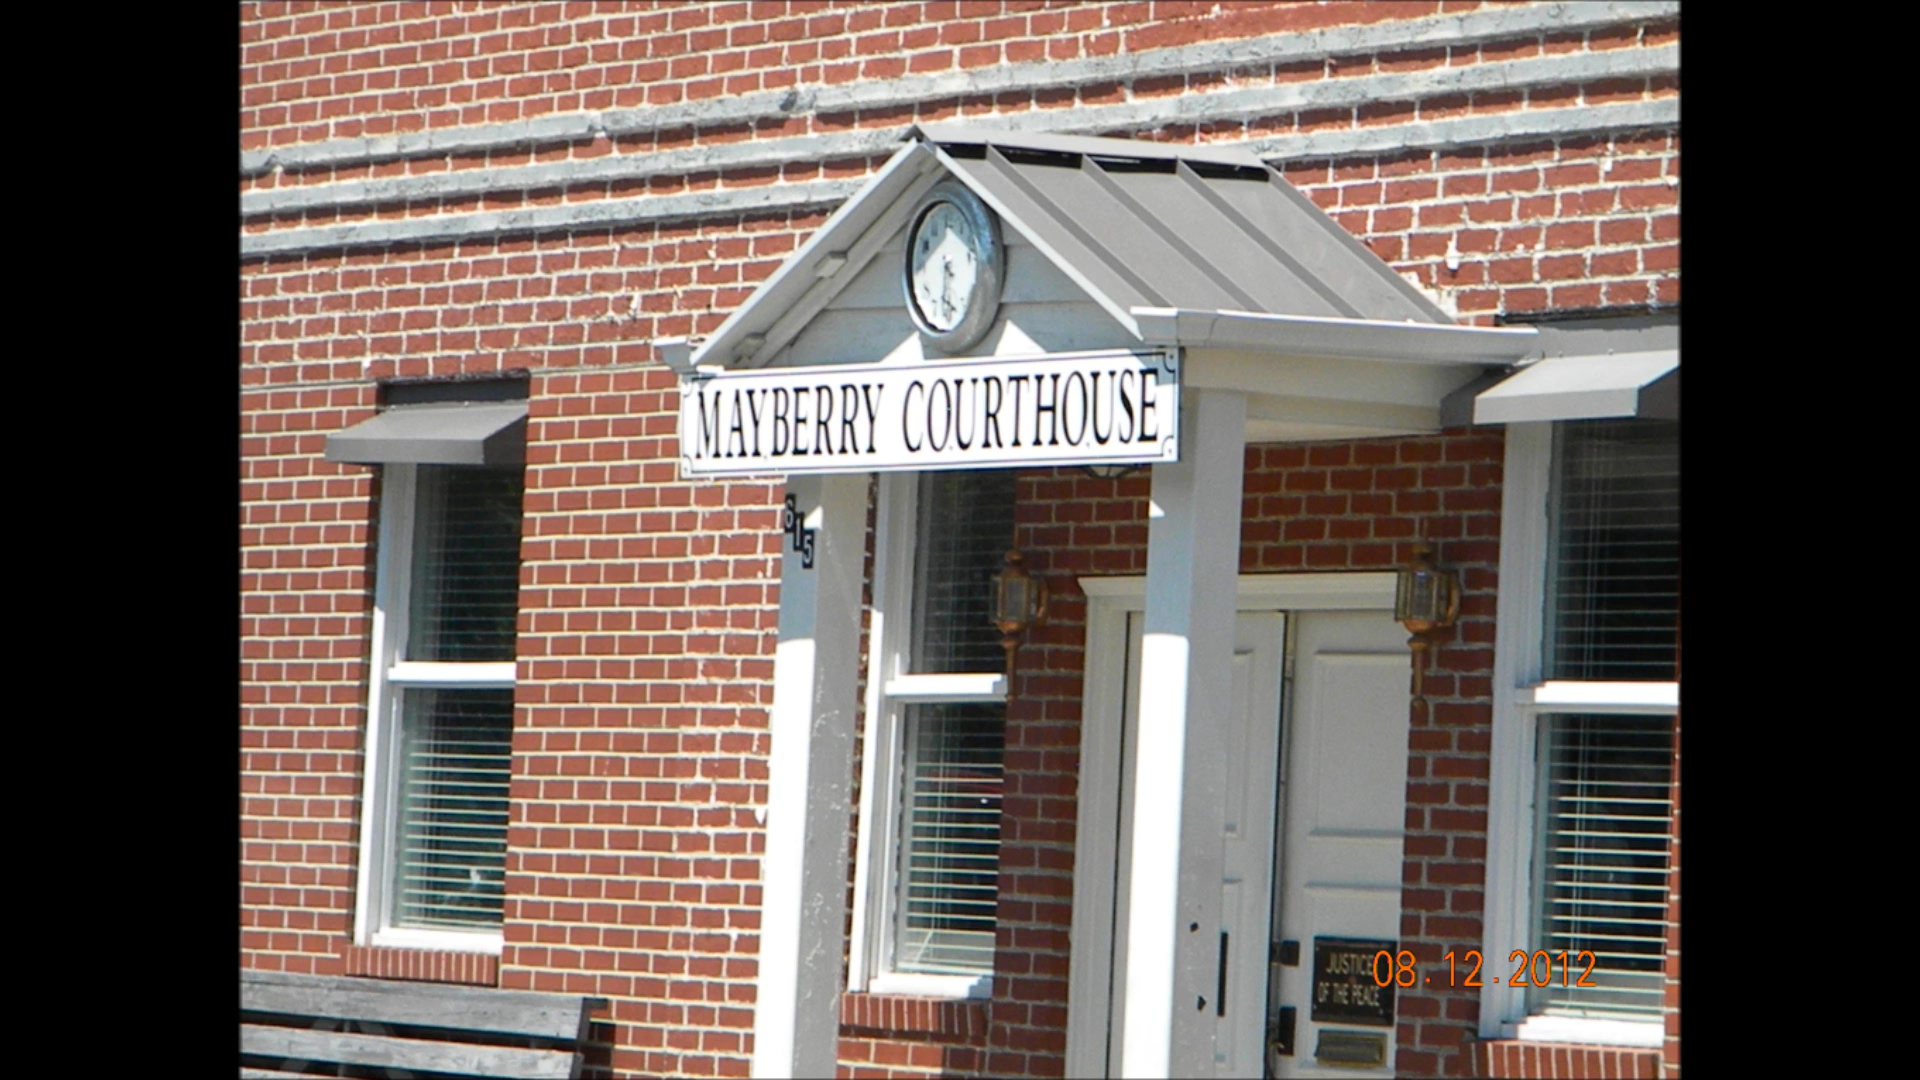 MAYBERRY COURTHOUSE
615
JUSTICE
OF THE PEACE
08.12.2012